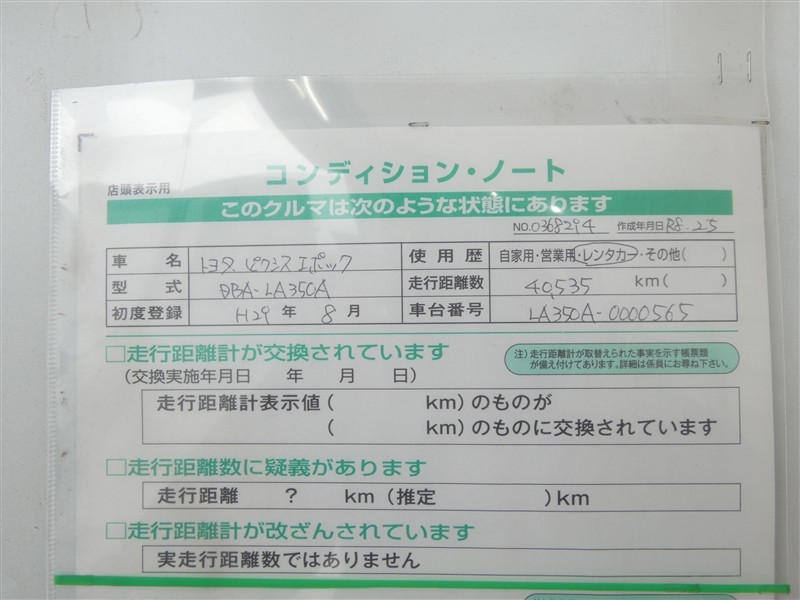 コンディション・ノート
店頭表示用
このクルマは次のような状態にあります
NO.0368294 作成年月日 R8.2.5
車名 トヨタ ピクシスエポック 使用歴 自家用・営業用・レンタカー・その他( )
型式 DBA-LA350A 走行距離数 40,535 km( )
初度登録 H29 年 8 月 車台番号 LA350A-0000565
□走行距離計が交換されています
(交換実施年月日 年 月 日)
注)走行距離計が取替えられた事実を示す帳票類
が備え付けてあります。詳細は係員にお尋ね下さい。
走行距離計表示値( km)のものが
( km)のものに交換されています
□走行距離数に疑義があります
走行距離 ? km(推定 )km
□走行距離計が改ざんされています
実走行距離数ではありません